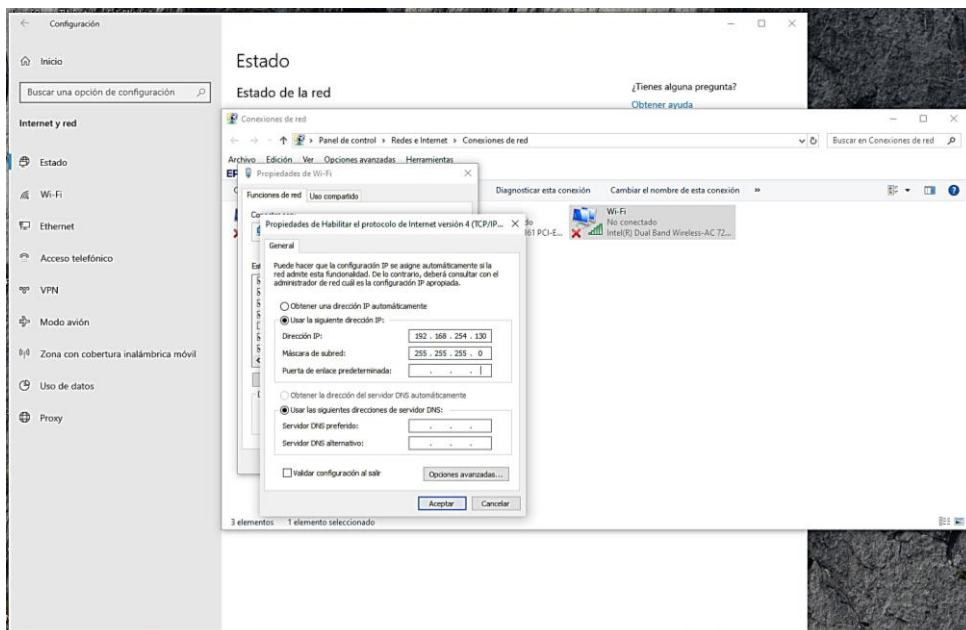 Configuración
Inicio
Buscar una opción de configuración
Internet y red
Estado
Wi-Fi
Ethernet
Acceso telefónico
VPN
Modo avión
Zona con cobertura inalámbrica móvil
Uso de datos
Proxy
Estado
Estado de la red
¿Tienes alguna pregunta?
Obtener ayuda
Conexiones de red
Panel de control > Redes e Internet > Conexiones de red
Buscar en Conexiones de red
Archivo Edición Ver Opciones avanzadas Herramientas
Diagnosticar esta conexión Cambiar el nombre de esta conexión »
Wi-Fi
No conectado
Intel(R) Dual Band Wireless-AC 72...
3 elementos 1 elemento seleccionado
Propiedades de Wi-Fi
Funciones de red Uso compartido
Propiedades de Habilitar el protocolo de Internet versión 4 (TCP/IP...
General
Puede hacer que la configuración IP se asigne automáticamente si la
red admite esta funcionalidad. De lo contrario, deberá consultar con el
administrador de red cuál es la configuración IP apropiada.
Obtener una dirección IP automáticamente
Usar la siguiente dirección IP:
Dirección IP: 192 . 168 . 254 . 130
Máscara de subred: 255 . 255 . 255 . 0
Puerta de enlace predeterminada: . . .
Obtener la dirección del servidor DNS automáticamente
Usar las siguientes direcciones de servidor DNS:
Servidor DNS preferido: . . .
Servidor DNS alternativo: . . .
Validar configuración al salir
Opciones avanzadas...
Aceptar Cancelar